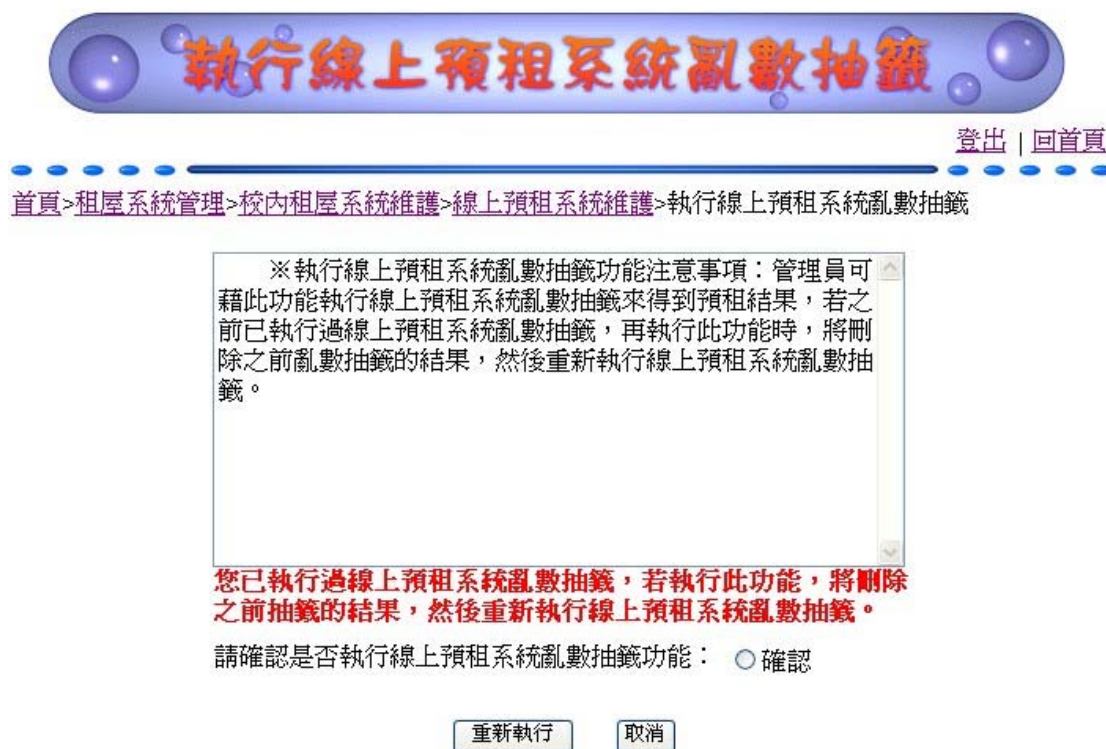 執行線上預租系統亂數抽籤
登出 | 回首頁
首頁>租屋系統管理>校內租屋系統維護>線上預租系統維護>執行線上預租系統亂數抽籤
※執行線上預租系統亂數抽籤功能注意事項：管理員可
藉此功能執行線上預租系統亂數抽籤來得到預租結果，若之
前已執行過線上預租系統亂數抽籤，再執行此功能時，將刪
除之前亂數抽籤的結果，然後重新執行線上預租系統亂數抽
籤。
您已執行過線上預租系統亂數抽籤，若執行此功能，將刪除
之前抽籤的結果，然後重新執行線上預租系統亂數抽籤。
請確認是否執行線上預租系統亂數抽籤功能： 確認
重新執行 取消